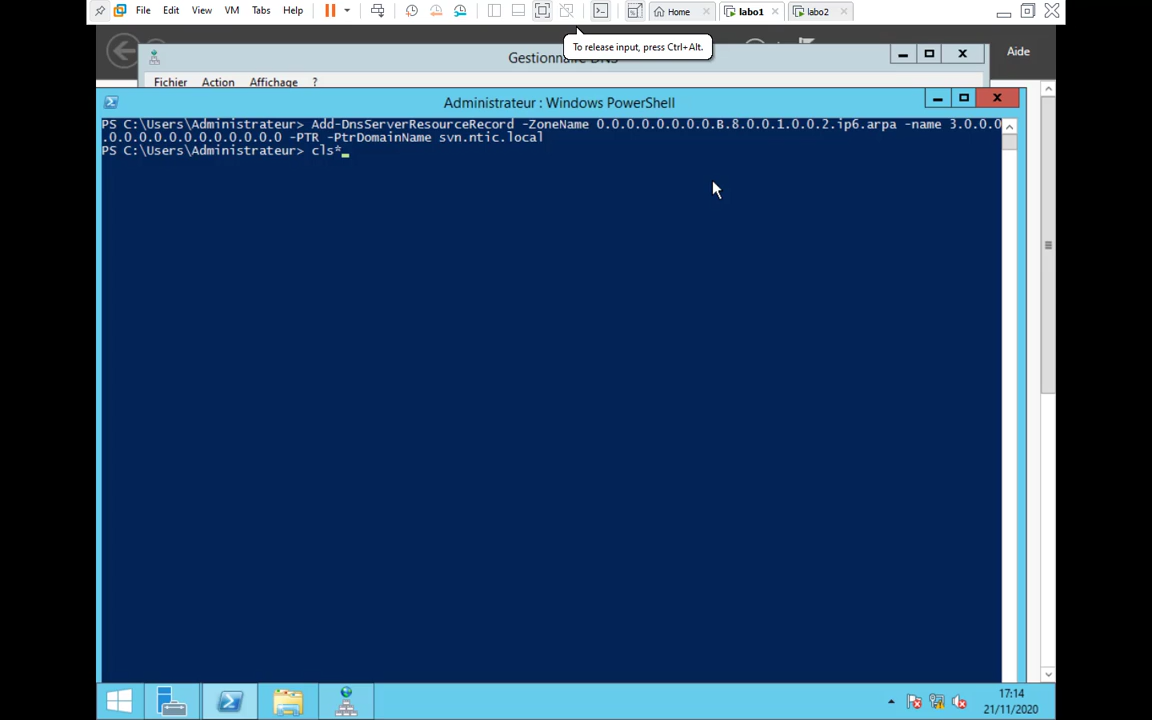 File Edit View VM Tabs Help
Home
labo1
labo2
To release input, press Ctrl+Alt.
Gestionnaire DNS
Aide
Fichier Action Affichage ?
Administrateur : Windows PowerShell
PS C:\Users\Administrateur> Add-DnsServerResourceRecord -ZoneName 0.0.0.0.0.0.0.0.B.8.0.0.1.0.0.2.ip6.arpa -name 3.0.0.0
.0.0.0.0.0.0.0.0.0.0.0.0 -PTR -PtrDomainName svn.ntic.local
PS C:\Users\Administrateur> cls*
17:14
21/11/2020